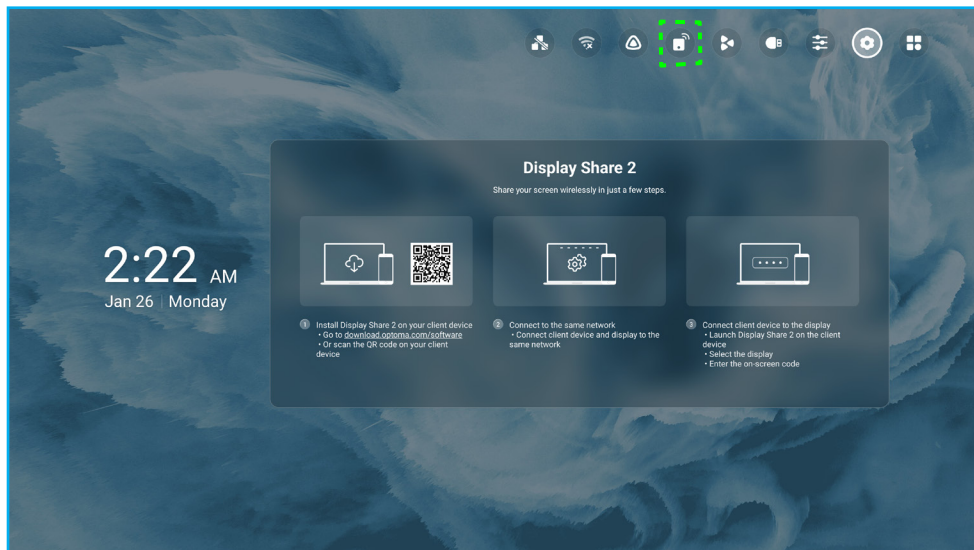 Display Share 2
Share your screen wirelessly in just a few steps.
2:22 AM
Jan 26 | Monday
1 Install Display Share 2 on your client device
• Go to download.optoma.com/software
• Or scan the QR code on your client
device
2 Connect to the same network
• Connect client device and display to the
same network
3 Connect client device to the display
• Launch Display Share 2 on the client
device
• Select the display
• Enter the on-screen code